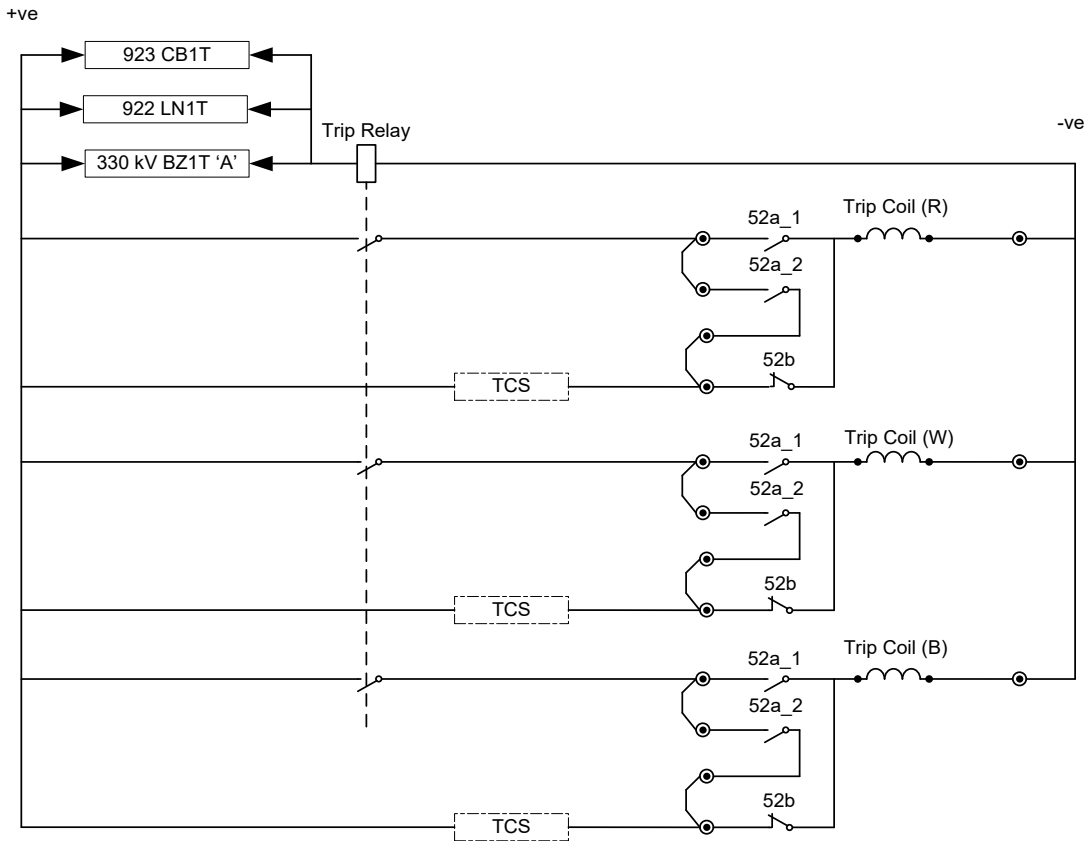 +ve
923 CB1T
922 LN1T
330 kV BZ1T ‘A’
Trip Relay
-ve
52a_1
Trip Coil (R)
52a_2
52b
TCS
52a_1
Trip Coil (W)
52a_2
52b
TCS
52a_1
Trip Coil (B)
52a_2
52b
TCS